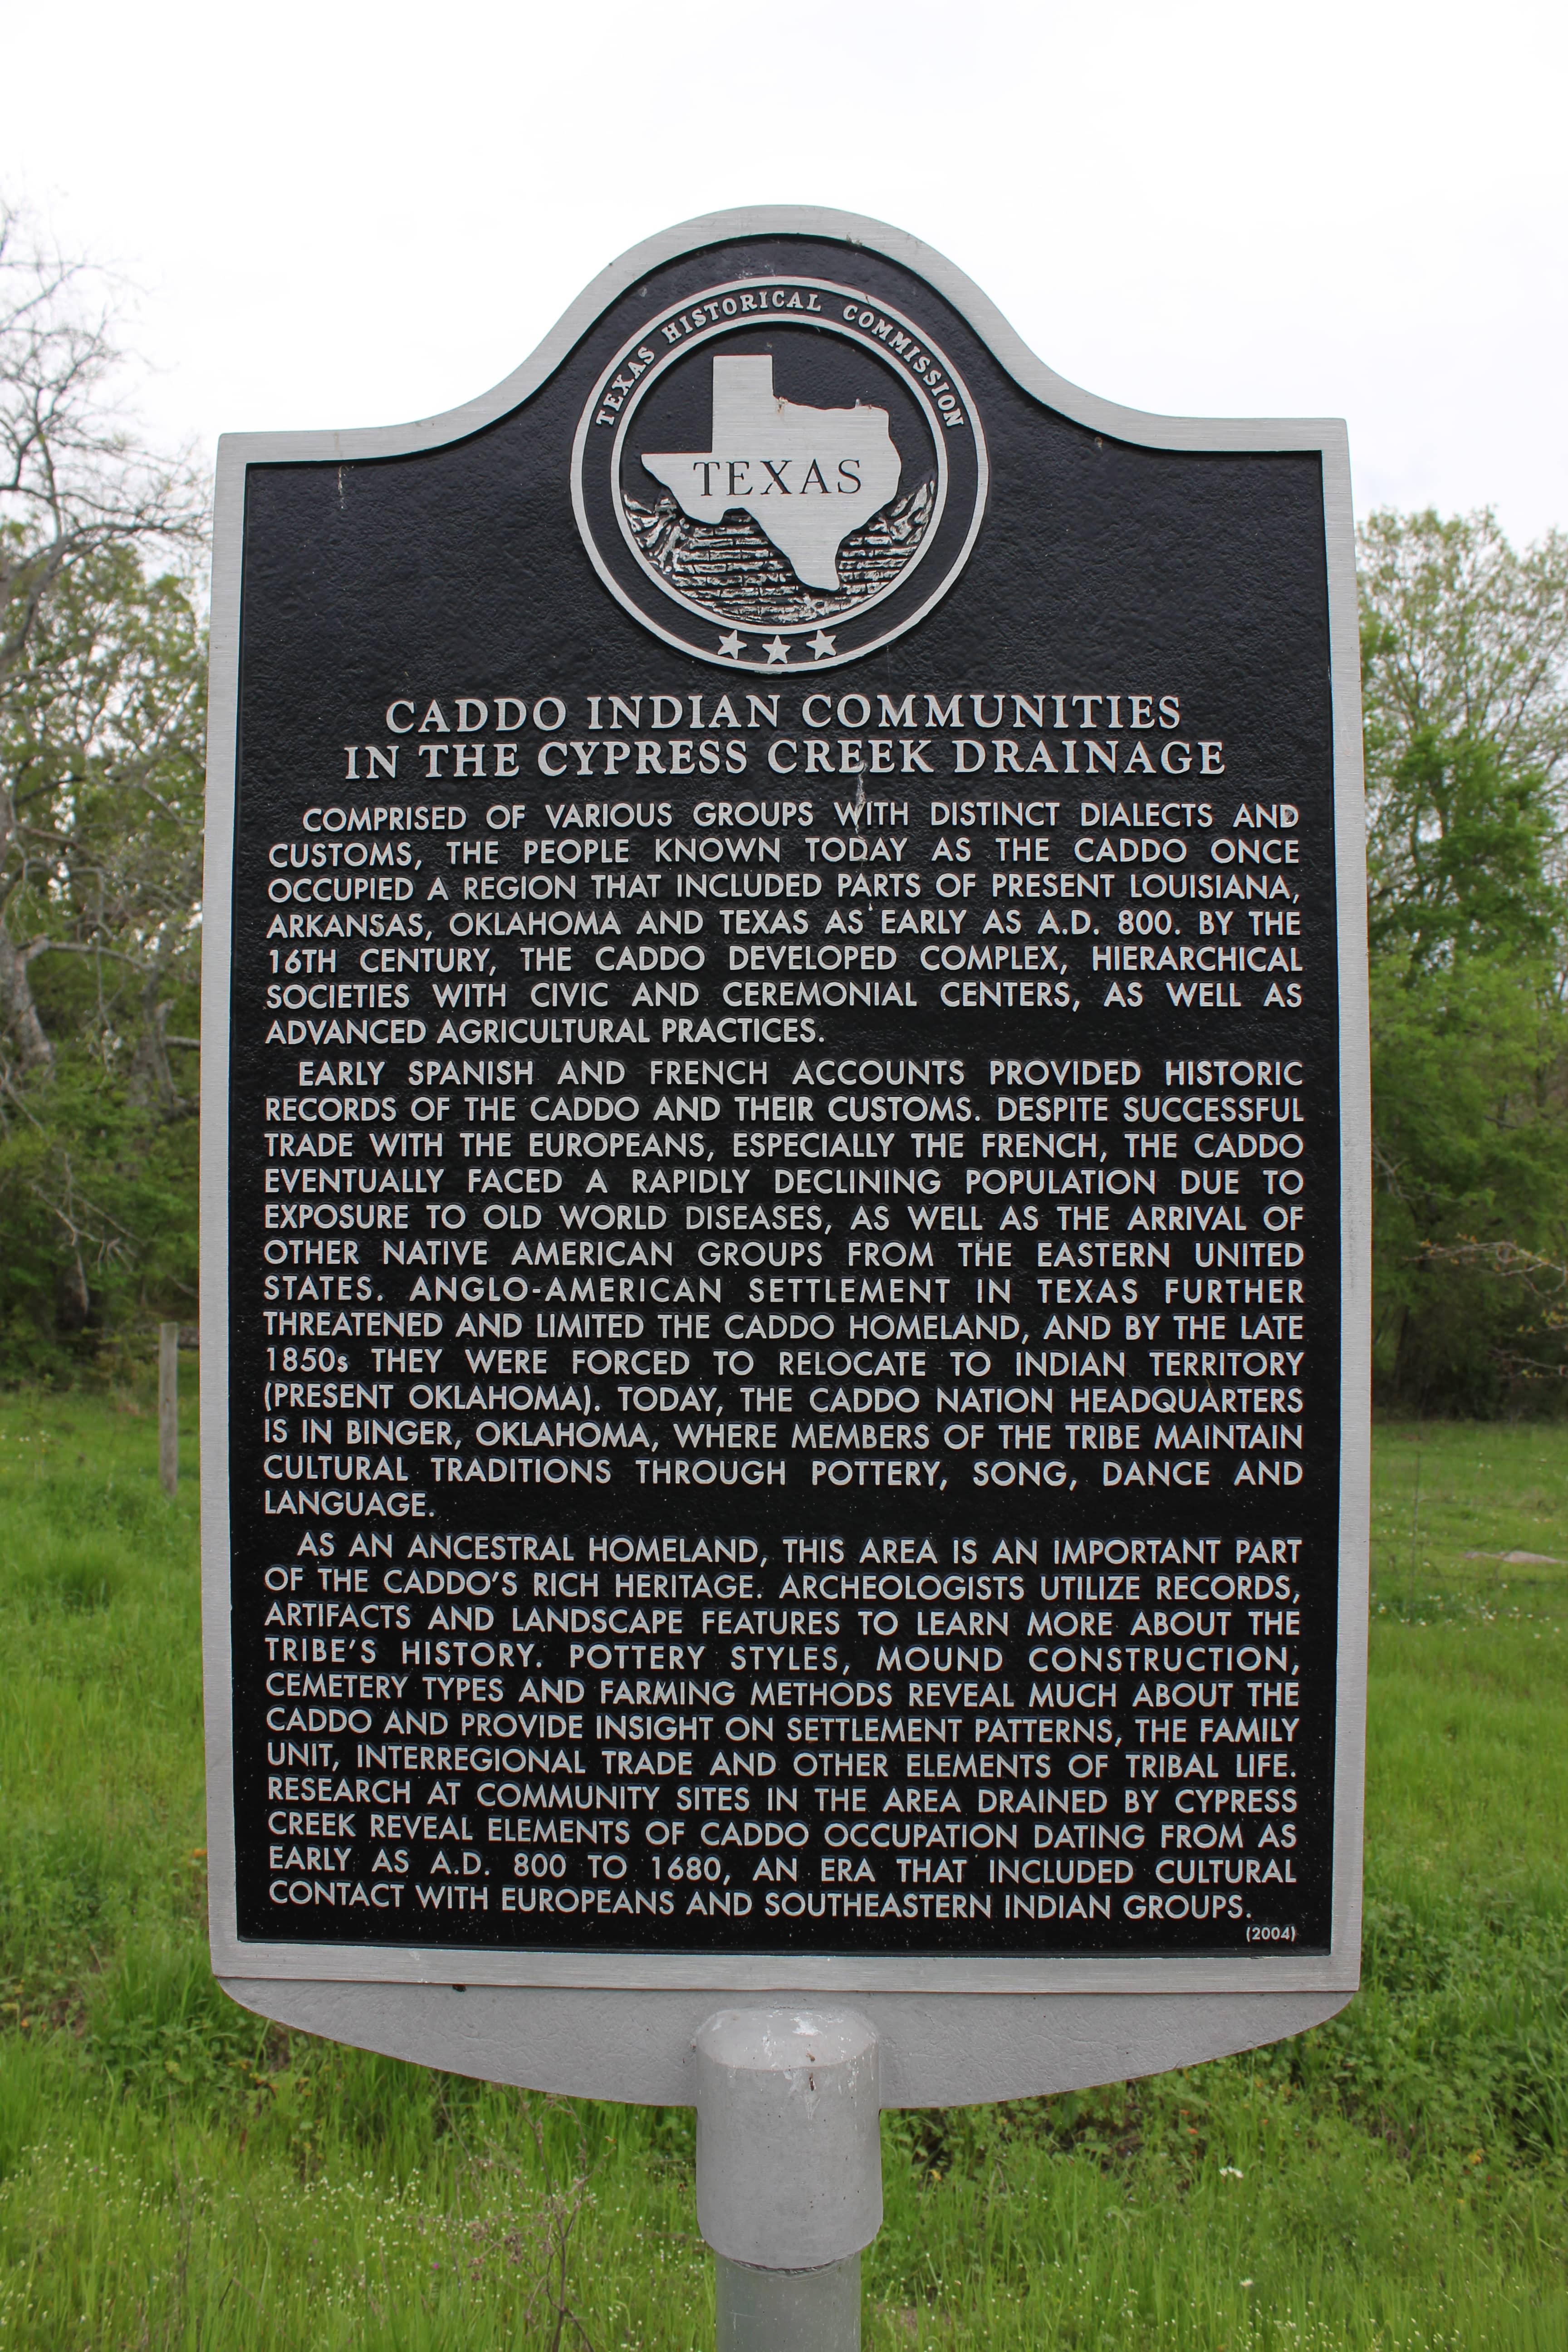 TEXAS HISTORICAL COMMISSION
TEXAS
CADDO INDIAN COMMUNITIES
IN THE CYPRESS CREEK DRAINAGE
COMPRISED OF VARIOUS GROUPS WITH DISTINCT DIALECTS AND
CUSTOMS, THE PEOPLE KNOWN TODAY AS THE CADDO ONCE
OCCUPIED A REGION THAT INCLUDED PARTS OF PRESENT LOUISIANA,
ARKANSAS, OKLAHOMA AND TEXAS AS EARLY AS A.D. 800. BY THE
16TH CENTURY, THE CADDO DEVELOPED COMPLEX, HIERARCHICAL
SOCIETIES WITH CIVIC AND CEREMONIAL CENTERS, AS WELL AS
ADVANCED AGRICULTURAL PRACTICES.
EARLY SPANISH AND FRENCH ACCOUNTS PROVIDED HISTORIC
RECORDS OF THE CADDO AND THEIR CUSTOMS. DESPITE SUCCESSFUL
TRADE WITH THE EUROPEANS, ESPECIALLY THE FRENCH, THE CADDO
EVENTUALLY FACED A RAPIDLY DECLINING POPULATION DUE TO
EXPOSURE TO OLD WORLD DISEASES, AS WELL AS THE ARRIVAL OF
OTHER NATIVE AMERICAN GROUPS FROM THE EASTERN UNITED
STATES. ANGLO-AMERICAN SETTLEMENT IN TEXAS FURTHER
THREATENED AND LIMITED THE CADDO HOMELAND, AND BY THE LATE
1850s THEY WERE FORCED TO RELOCATE TO INDIAN TERRITORY
(PRESENT OKLAHOMA). TODAY, THE CADDO NATION HEADQUARTERS
IS IN BINGER, OKLAHOMA, WHERE MEMBERS OF THE TRIBE MAINTAIN
CULTURAL TRADITIONS THROUGH POTTERY, SONG, DANCE AND
LANGUAGE.
AS AN ANCESTRAL HOMELAND, THIS AREA IS AN IMPORTANT PART
OF THE CADDO'S RICH HERITAGE. ARCHEOLOGISTS UTILIZE RECORDS,
ARTIFACTS AND LANDSCAPE FEATURES TO LEARN MORE ABOUT THE
TRIBE'S HISTORY. POTTERY STYLES, MOUND CONSTRUCTION,
CEMETERY TYPES AND FARMING METHODS REVEAL MUCH ABOUT THE
CADDO AND PROVIDE INSIGHT ON SETTLEMENT PATTERNS, THE FAMILY
UNIT, INTERREGIONAL TRADE AND OTHER ELEMENTS OF TRIBAL LIFE.
RESEARCH AT COMMUNITY SITES IN THE AREA DRAINED BY CYPRESS
CREEK REVEAL ELEMENTS OF CADDO OCCUPATION DATING FROM AS
EARLY AS A.D. 800 TO 1680, AN ERA THAT INCLUDED CULTURAL
CONTACT WITH EUROPEANS AND SOUTHEASTERN INDIAN GROUPS.
(2004)